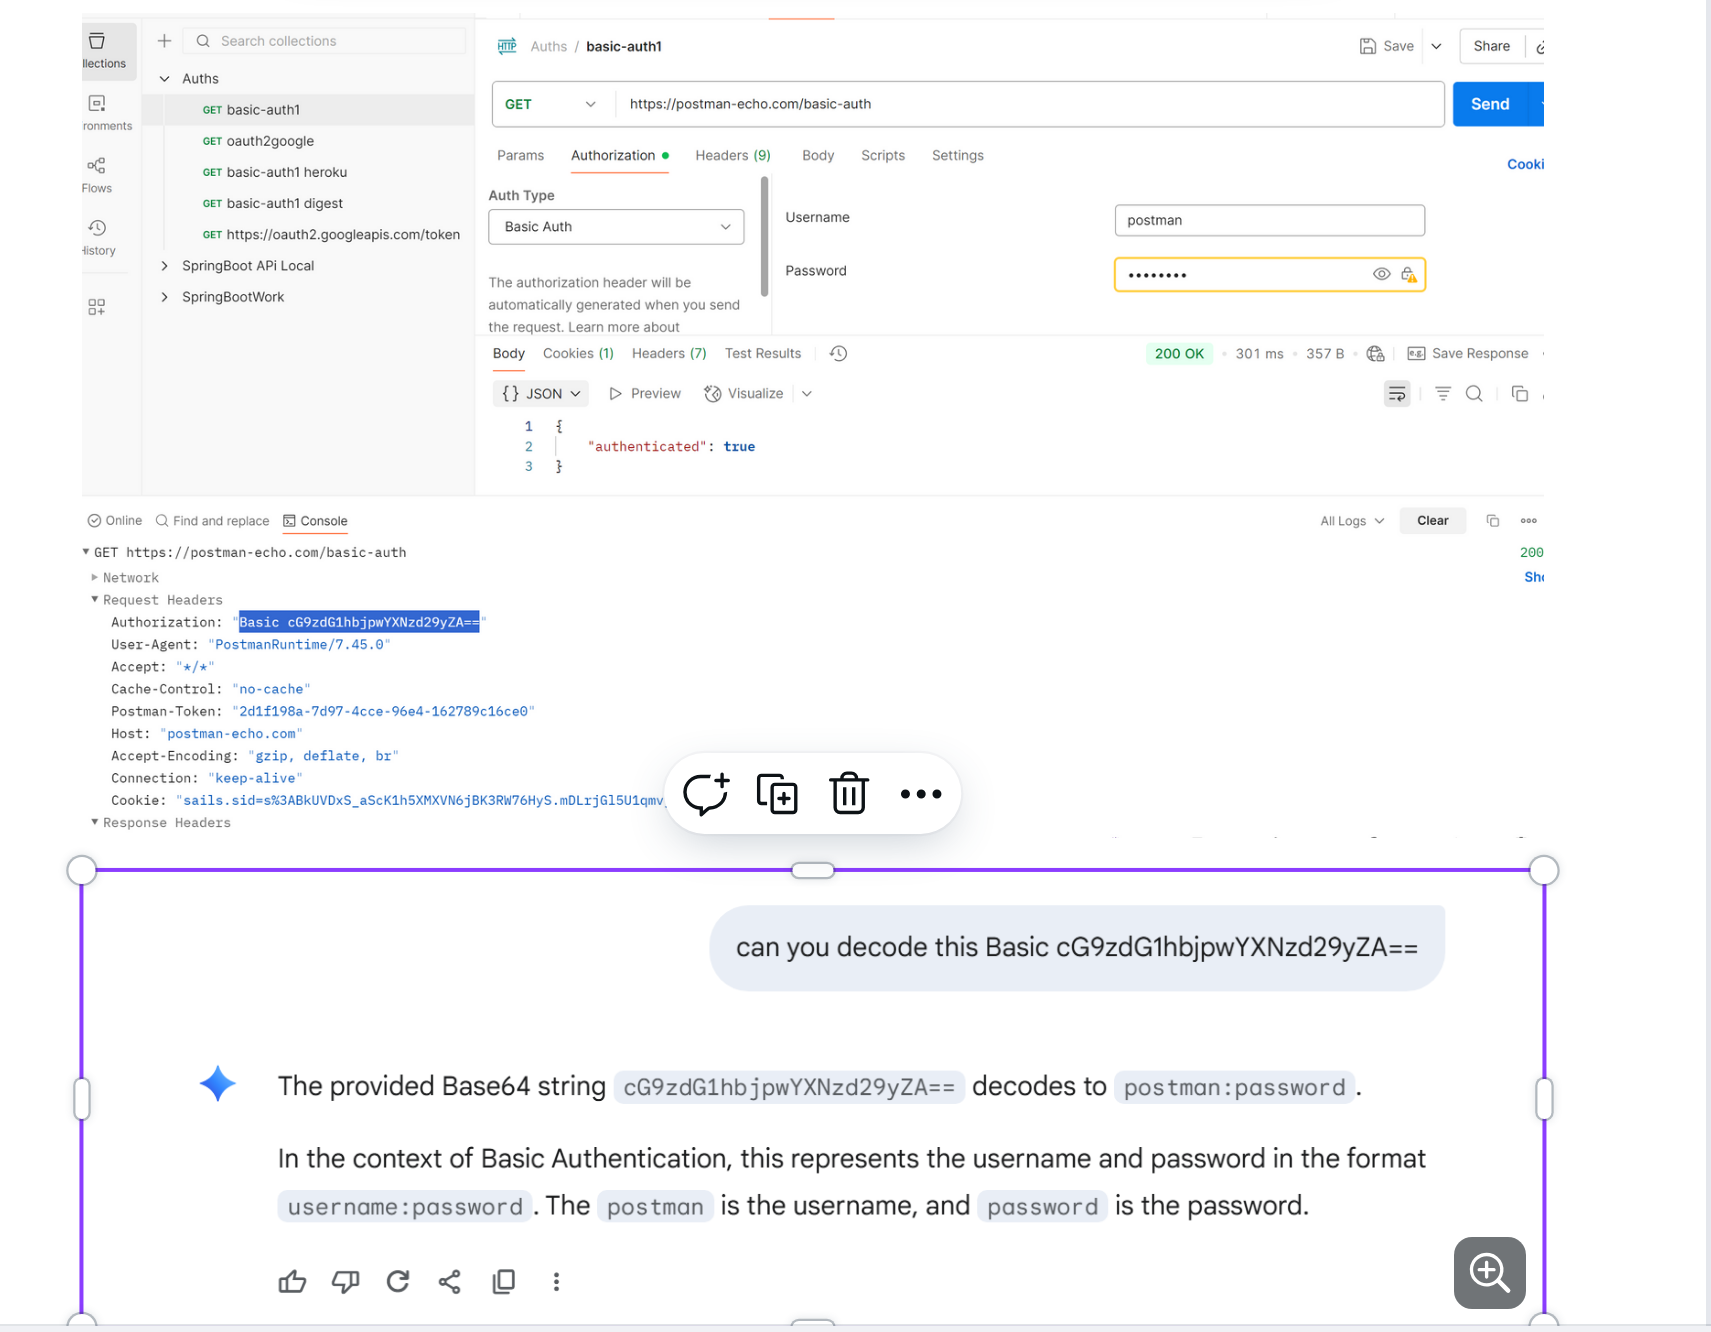 Search collections
Auths / basic-auth1
Save
Share
llections
Auths
GET basic-auth1
GET https://postman-echo.com/basic-auth
Send
ronments
GET oauth2google
Params Authorization Headers (9) Body Scripts Settings
Cooki
GET basic-auth1 heroku
Flows
Auth Type
GET basic-auth1 digest
Basic Auth
Username
postman
GET https://oauth2.googleapis.com/token
History
SpringBoot APi Local
Password
••••••••
SpringBootWork
The authorization header will be
automatically generated when you send
the request. Learn more about
Body Cookies (1) Headers (7) Test Results
200 OK • 301 ms • 357 B
Save Response
{} JSON Preview Visualize
1 {
2 "authenticated": true
3 }
Online Find and replace Console
All Logs Clear
GET https://postman-echo.com/basic-auth
200
Network
Sho
Request Headers
Authorization: "Basic cG9zdG1hbjpwYXNzd29yZA=="
User-Agent: "PostmanRuntime/7.45.0"
Accept: "*/*"
Cache-Control: "no-cache"
Postman-Token: "2d1f198a-7d97-4cce-96e4-162789c16ce0"
Host: "postman-echo.com"
Accept-Encoding: "gzip, deflate, br"
Connection: "keep-alive"
Cookie: "sails.sid=s%3ABkUVDxS_aScK1h5XMXVN6jBK3RW76HyS.mDLrjGl5U1qmv
Response Headers
can you decode this Basic cG9zdG1hbjpwYXNzd29yZA==
The provided Base64 string cG9zdG1hbjpwYXNzd29yZA== decodes to postman:password.
In the context of Basic Authentication, this represents the username and password in the format
username:password. The postman is the username, and password is the password.